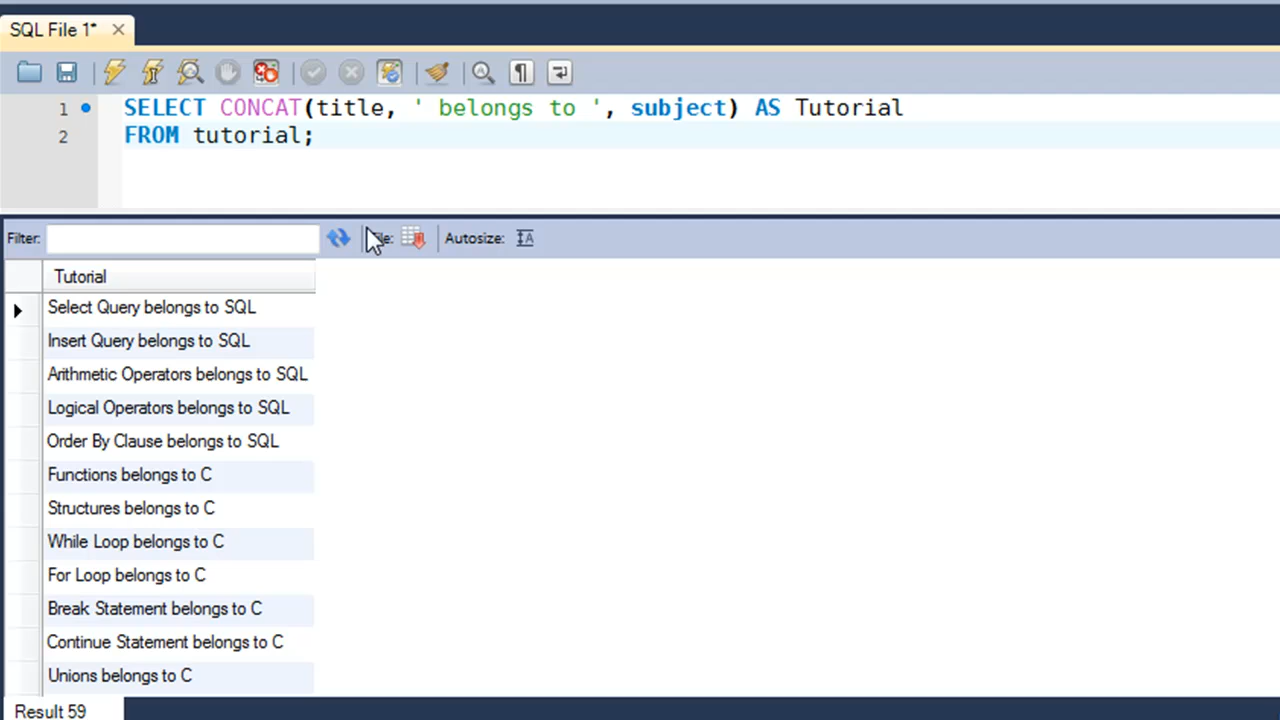 SQL File 1*
1 SELECT CONCAT(title, ' belongs to ', subject) AS Tutorial
2 FROM tutorial;
Filter: Autosize:
Tutorial
Select Query belongs to SQL
Insert Query belongs to SQL
Arithmetic Operators belongs to SQL
Logical Operators belongs to SQL
Order By Clause belongs to SQL
Functions belongs to C
Structures belongs to C
While Loop belongs to C
For Loop belongs to C
Break Statement belongs to C
Continue Statement belongs to C
Unions belongs to C
Result 59